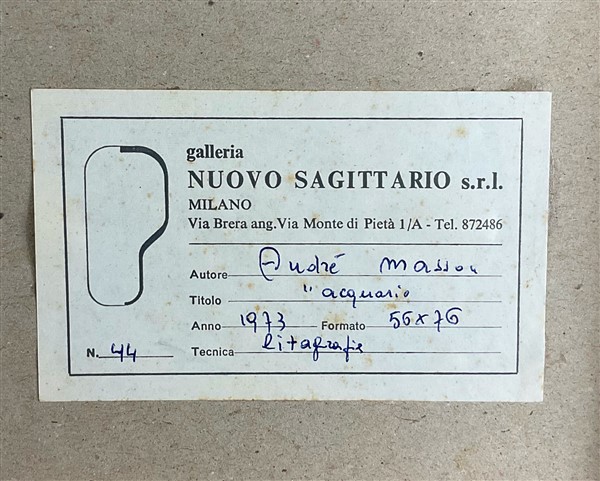 galleria
NUOVO SAGITTARIO s.r.l.
MILANO
Via Brera ang.Via Monte di Pietà 1/A - Tel. 872486
Autore André Masson
Titolo "acquario
Anno 1973 Formato 56x76
N. 44 Tecnica litografie